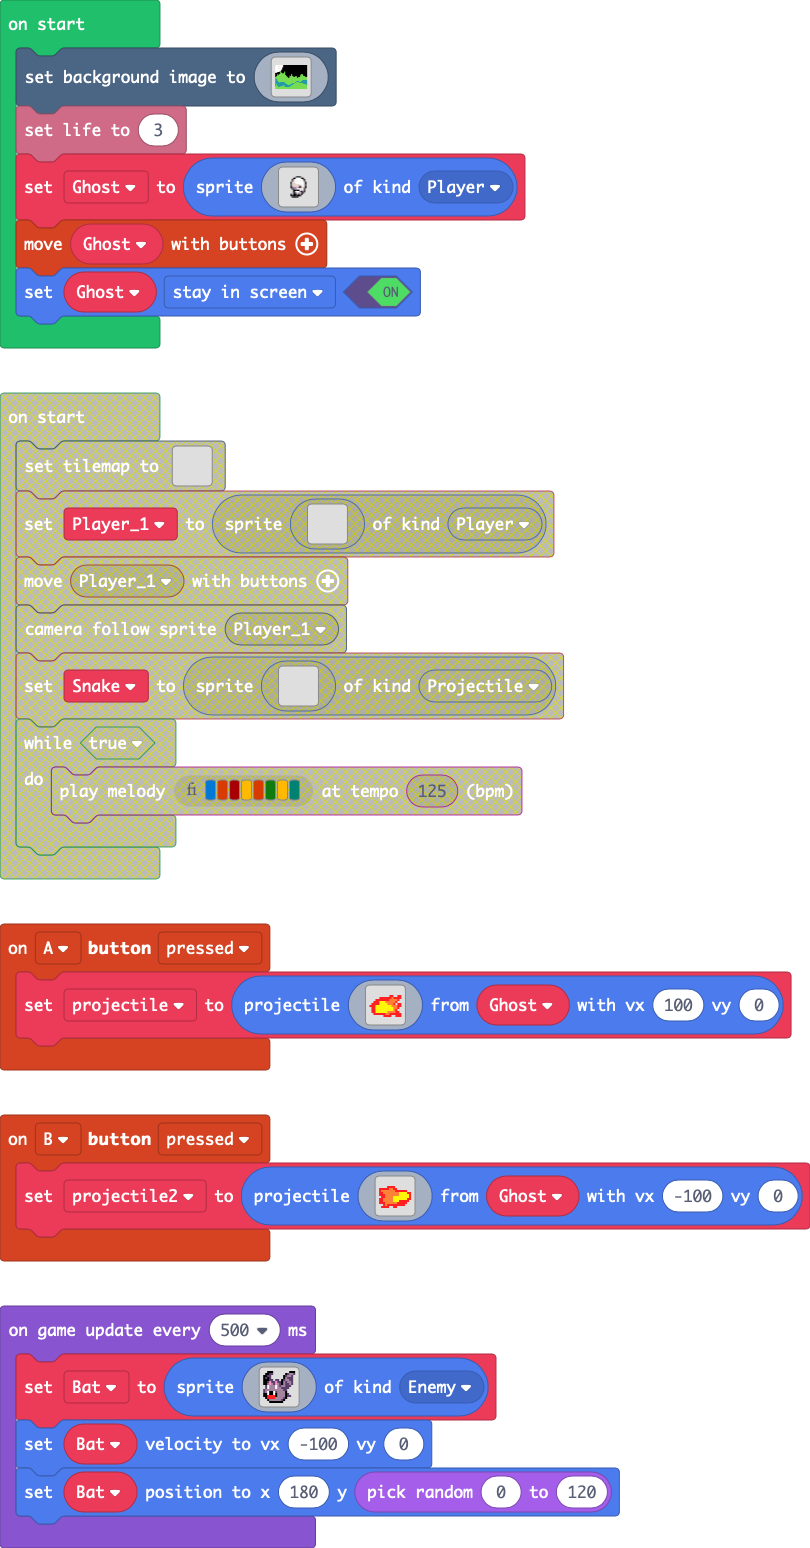 on start
set background image to
set life to 3
set Ghost to sprite of kind Player
move Ghost with buttons
set Ghost stay in screen ON
on start
set tilemap to
set Player_1 to sprite of kind Player
move Player_1 with buttons
camera follow sprite Player_1
set Snake to sprite of kind Projectile
while true
do
play melody at tempo 125 (bpm)
on A button pressed
set projectile to projectile from Ghost with vx 100 vy 0
on B button pressed
set projectile2 to projectile from Ghost with vx -100 vy 0
on game update every 500 ms
set Bat to sprite of kind Enemy
set Bat velocity to vx -100 vy 0
set Bat position to x 180 y pick random 0 to 120